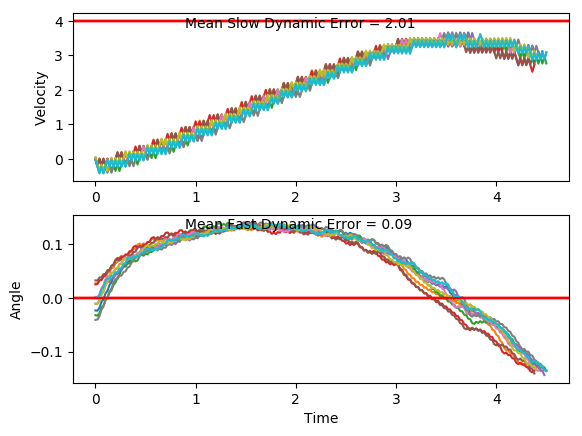 Mean Slow Dynamic Error = 2.01
4
3
2
1
0
Velocity
0 1 2 3 4
Mean Fast Dynamic Error = 0.09
0.1
0.0
−0.1
Angle
0 1 2 3 4
Time